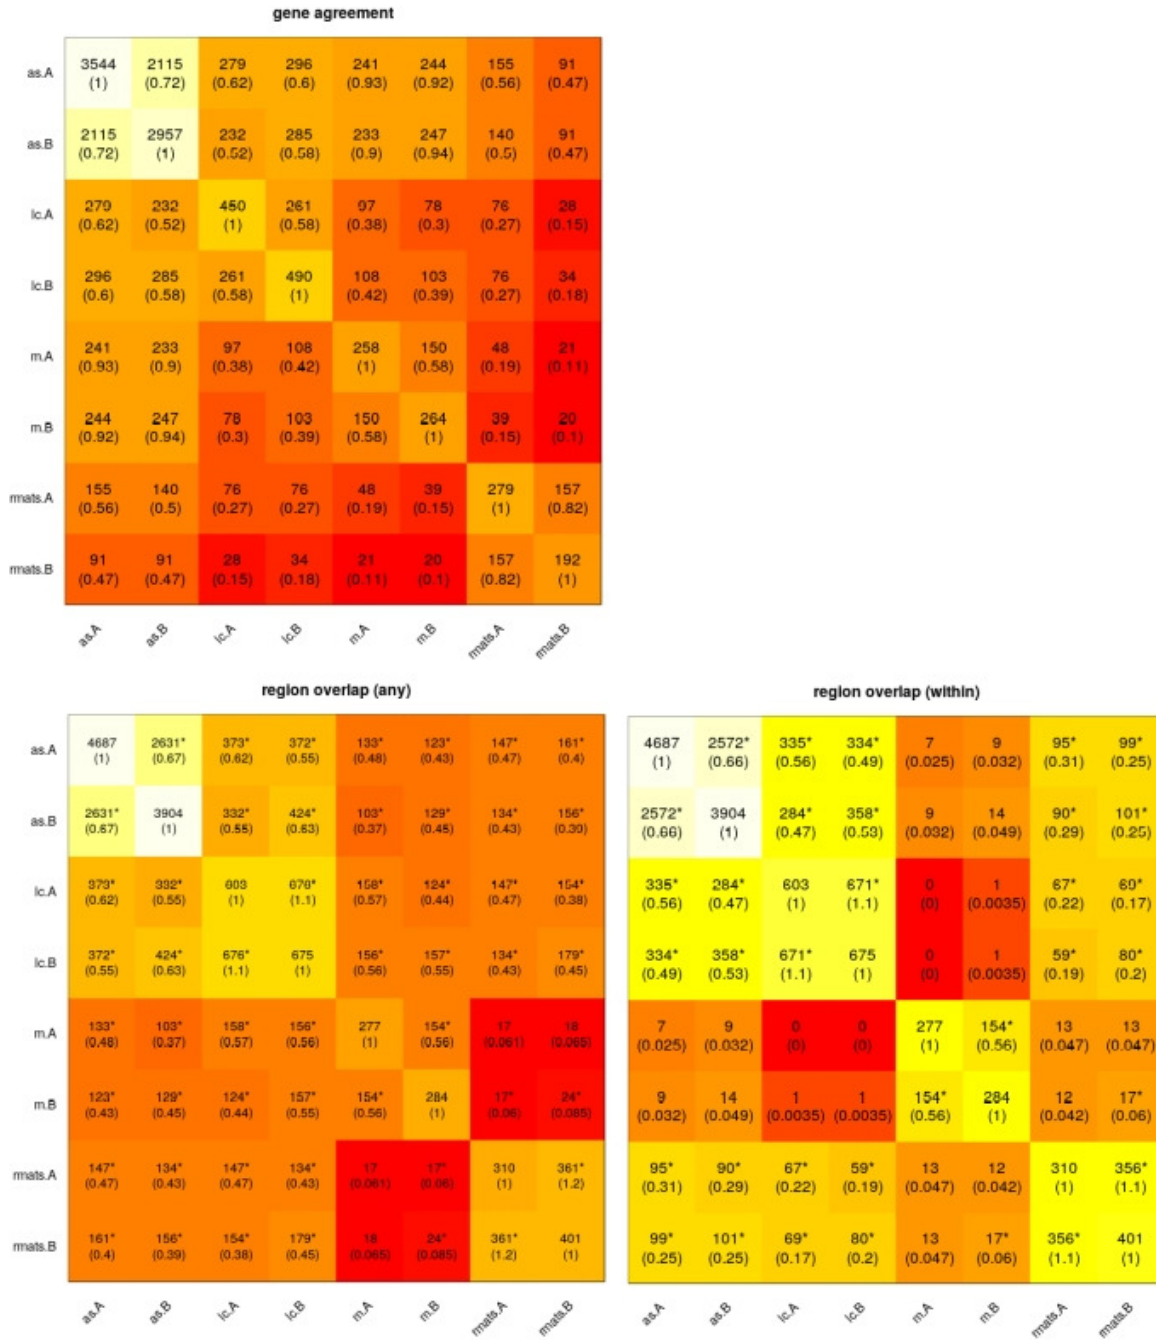 gene agreement
as.A 3544 2115 279 296 241 244 155 91
(1) (0.72) (0.62) (0.6) (0.93) (0.92) (0.56) (0.47)
as.B 2115 2957 232 285 233 247 140 91
(0.72) (1) (0.52) (0.58) (0.9) (0.94) (0.5) (0.47)
lc.A 279 232 450 261 97 78 76 28
(0.62) (0.52) (1) (0.58) (0.38) (0.3) (0.27) (0.15)
lc.B 296 285 261 490 108 103 76 34
(0.6) (0.58) (0.58) (1) (0.42) (0.39) (0.27) (0.18)
m.A 241 233 97 108 258 150 48 21
(0.93) (0.9) (0.38) (0.42) (1) (0.58) (0.19) (0.11)
m.B 244 247 78 103 150 264 39 20
(0.92) (0.94) (0.3) (0.39) (0.58) (1) (0.15) (0.1)
rmats.A 155 140 76 76 48 39 279 157
(0.56) (0.5) (0.27) (0.27) (0.19) (0.15) (1) (0.82)
rmats.B 91 91 28 34 21 20 157 192
(0.47) (0.47) (0.15) (0.18) (0.11) (0.1) (0.82) (1)
as.A as.B lc.A lc.B m.A m.B rmats.A rmats.B
region overlap (any)
as.A 4687 2631* 373* 372* 133* 123* 147* 161*
(1) (0.67) (0.62) (0.55) (0.48) (0.43) (0.47) (0.4)
as.B 2631* 3904 332* 424* 103* 129* 134* 156*
(0.67) (1) (0.55) (0.63) (0.37) (0.45) (0.43) (0.39)
lc.A 373* 332* 603 676* 158* 124* 147* 154*
(0.62) (0.55) (1) (1.1) (0.57) (0.44) (0.47) (0.38)
lc.B 372* 424* 676* 675 156* 157* 134* 179*
(0.55) (0.63) (1.1) (1) (0.56) (0.55) (0.43) (0.45)
m.A 133* 103* 158* 156* 277 154* 17 18
(0.48) (0.37) (0.57) (0.56) (1) (0.56) (0.061) (0.065)
m.B 123* 129* 124* 157* 154* 284 17* 24*
(0.43) (0.45) (0.44) (0.55) (0.56) (1) (0.06) (0.085)
rmats.A 147* 134* 147* 134* 17 17* 310 361*
(0.47) (0.43) (0.47) (0.43) (0.061) (0.06) (1) (1.2)
rmats.B 161* 156* 154* 179* 18 24* 361* 401
(0.4) (0.39) (0.38) (0.45) (0.065) (0.085) (1.2) (1)
as.A as.B lc.A lc.B m.A m.B rmats.A rmats.B
region overlap (within)
4687 2572* 335* 334* 7 9 95* 99*
(1) (0.66) (0.56) (0.49) (0.025) (0.032) (0.31) (0.25)
2572* 3904 284* 358* 9 14 90* 101*
(0.66) (1) (0.47) (0.53) (0.032) (0.049) (0.29) (0.25)
335* 284* 603 671* 0 1 67* 69*
(0.56) (0.47) (1) (1.1) (0) (0.0035) (0.22) (0.17)
334* 358* 671* 675 0 1 59* 80*
(0.49) (0.53) (1.1) (1) (0) (0.0035) (0.19) (0.2)
7 9 0 0 277 154* 13 13
(0.025) (0.032) (0) (0) (1) (0.56) (0.047) (0.047)
9 14 1 1 154* 284 12 17*
(0.032) (0.049) (0.0035) (0.0035) (0.56) (1) (0.042) (0.06)
95* 90* 67* 59* 13 12 310 356*
(0.31) (0.29) (0.22) (0.19) (0.047) (0.042) (1) (1.1)
99* 101* 69* 80* 13 17* 356* 401
(0.25) (0.25) (0.17) (0.2) (0.047) (0.06) (1.1) (1)
as.A as.B lc.A lc.B m.A m.B rmats.A rmats.B